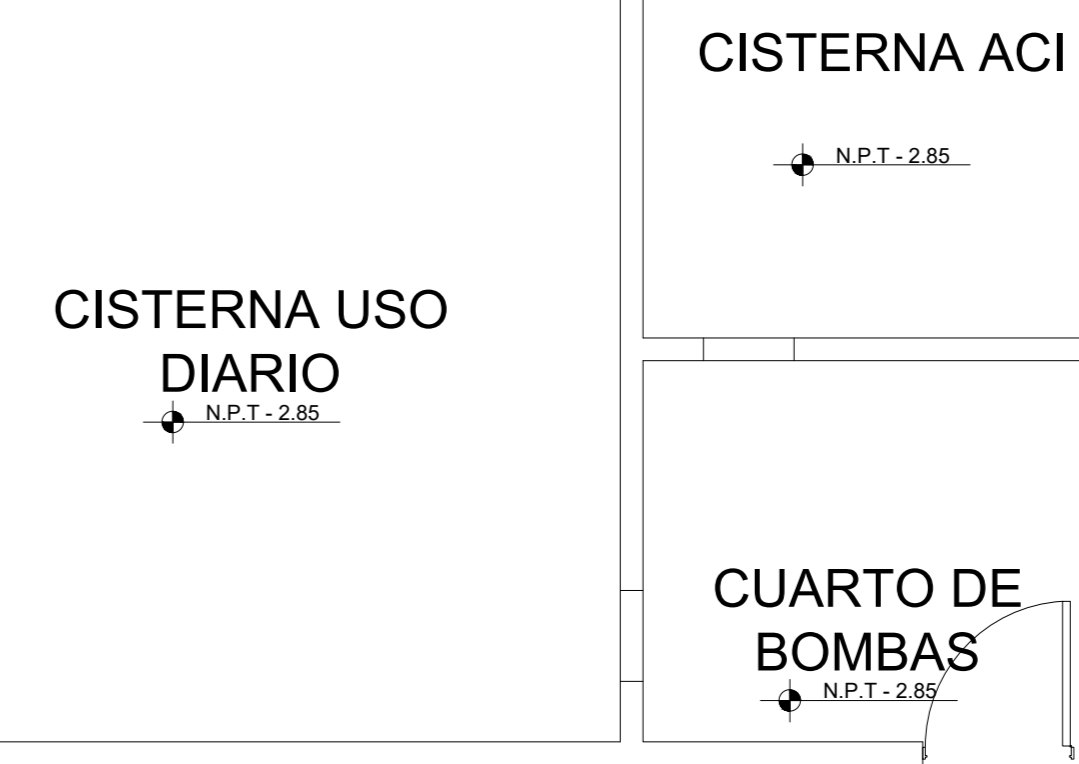 CISTERNA ACI
N.P.T - 2.85
CISTERNA USO
DIARIO
N.P.T - 2.85
CUARTO DE
BOMBAS
N.P.T - 2.85